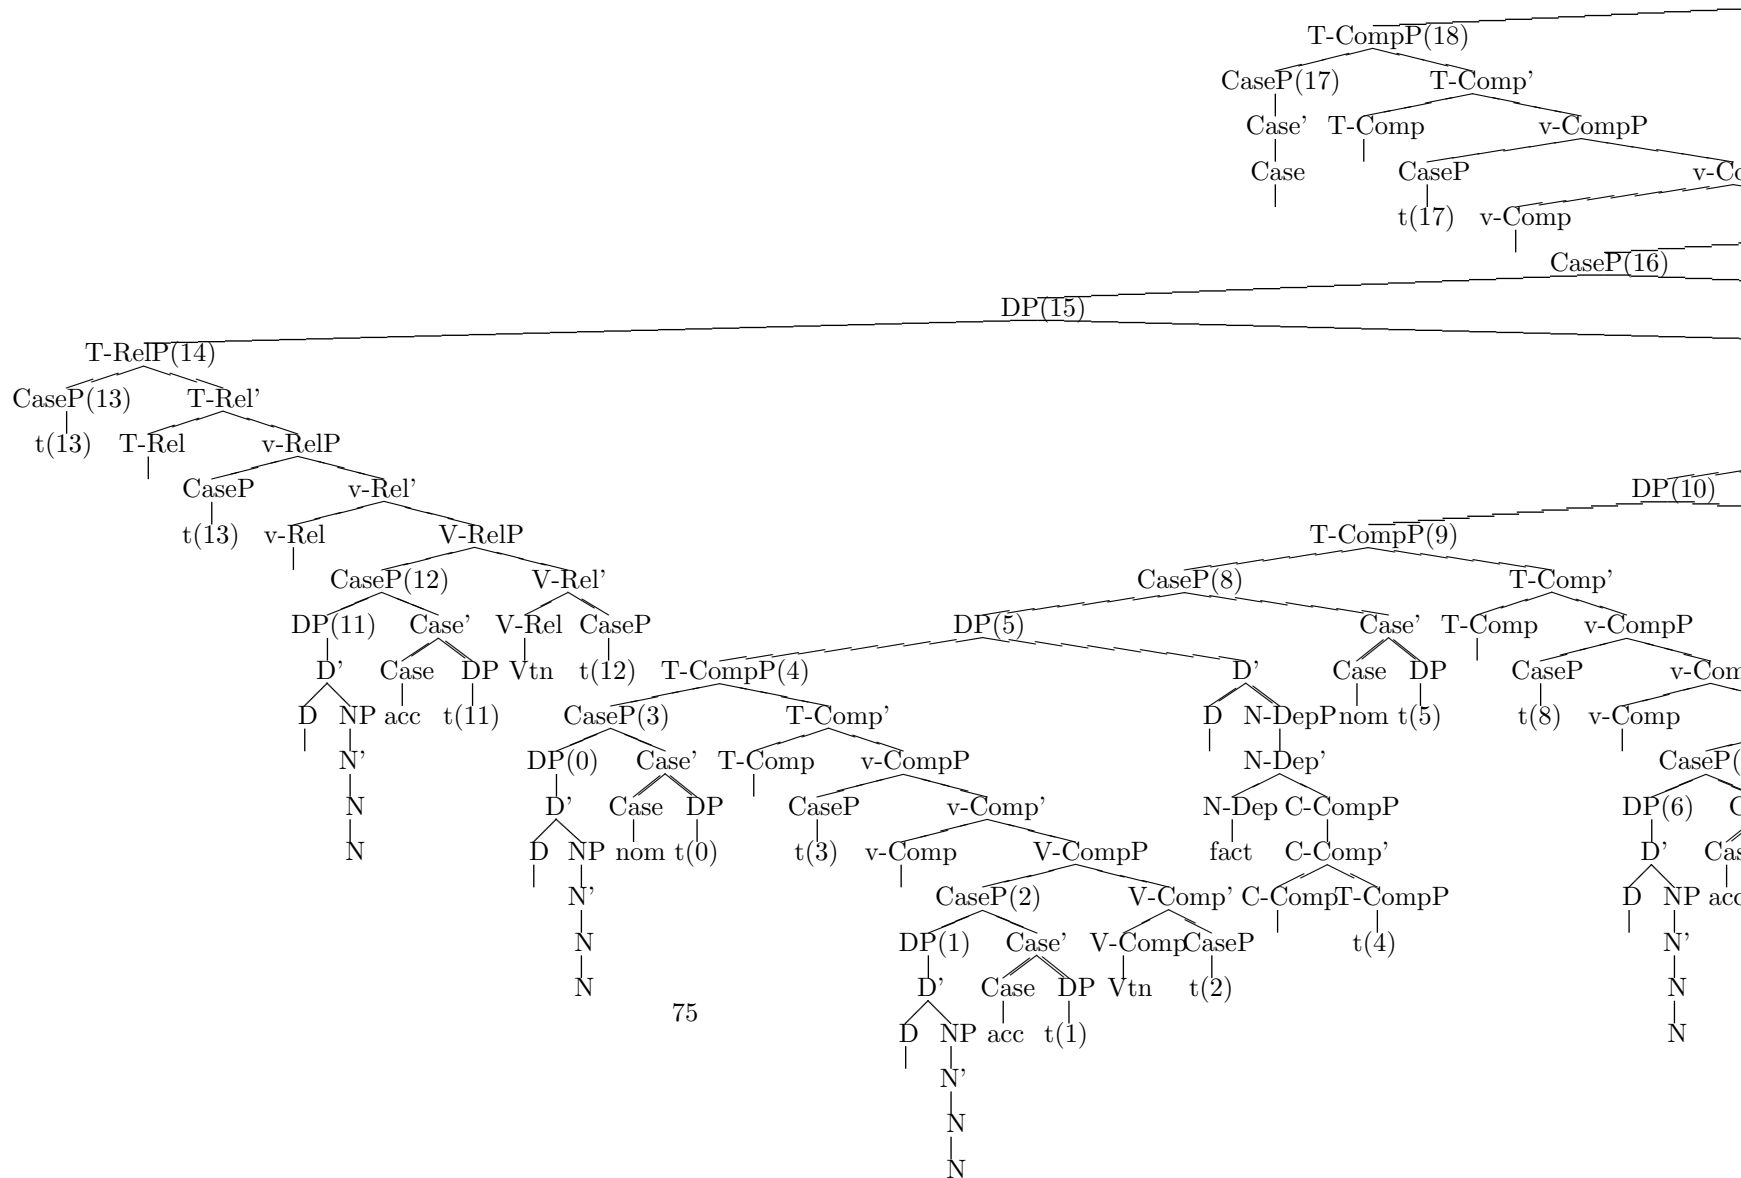 T-CompP(18)
CaseP(17) T-Comp'
Case' T-Comp v-CompP
Case CaseP v-Co
t(17) v-Comp
CaseP(16)
DP(15)
T-RelP(14)
CaseP(13) T-Rel'
t(13) T-Rel v-RelP
CaseP v-Rel' DP(10)
t(13) v-Rel V-RelP T-CompP(9)
CaseP(12) V-Rel' CaseP(8) T-Comp'
DP(11) Case' V-Rel CaseP DP(5) Case' T-Comp v-CompP
D' Case DP Vtn t(12) T-CompP(4) D' Case DP CaseP v-Com
D NP acc t(11) CaseP(3) T-Comp' D N-DepP nom t(5) t(8) v-Comp
N' DP(0) Case' T-Comp v-CompP N-Dep' CaseP(
N D' Case DP CaseP v-Comp' N-Dep C-CompP DP(6) C
N D NP nom t(0) t(3) v-Comp V-CompP fact C-Comp' D' Cas
N' CaseP(2) V-Comp' C-Comp T-CompP D NP acc
N DP(1) Case' V-Comp CaseP t(4) N'
N D' Case DP Vtn t(2) N
75
D NP acc t(1) N
N'
N
N